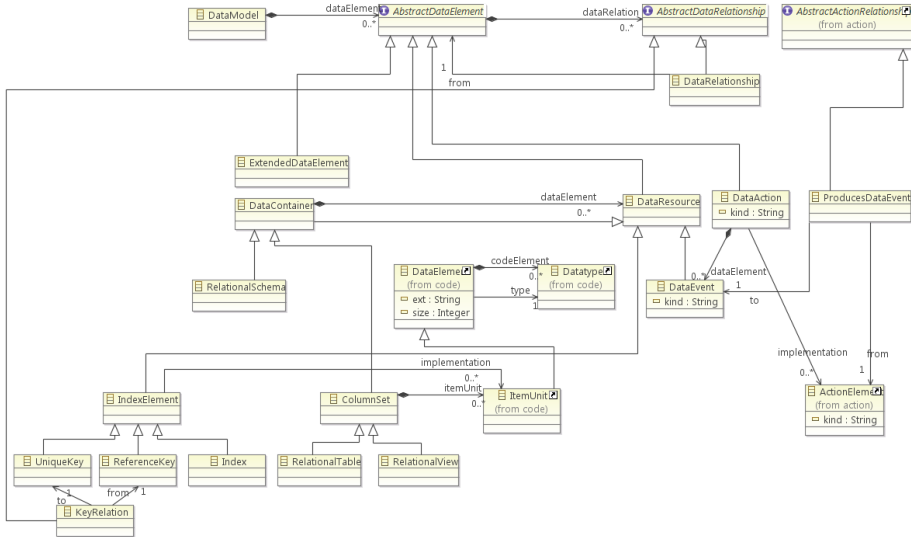 DataModel
dataElement
0..*
AbstractDataElement
dataRelation
0..*
AbstractDataRelationship
AbstractActionRelationship
(from action)
1
from
DataRelationship
ExtendedDataElement
DataContainer
dataElement
0..*
DataResource
DataAction
kind : String
ProducesDataEvent
RelationalSchema
DataElement
(from code)
ext : String
size : Integer
codeElement
0..*
type
1
Datatype
(from code)
0..*
dataElement
1
to
DataEvent
kind : String
implementation
0..*
from
1
implementation
0..*
itemUnit
0..*
IndexElement
ColumnSet
ItemUnit
(from code)
ActionElement
(from action)
kind : String
UniqueKey
ReferenceKey
Index
RelationalTable
RelationalView
1
to
from
1
KeyRelation